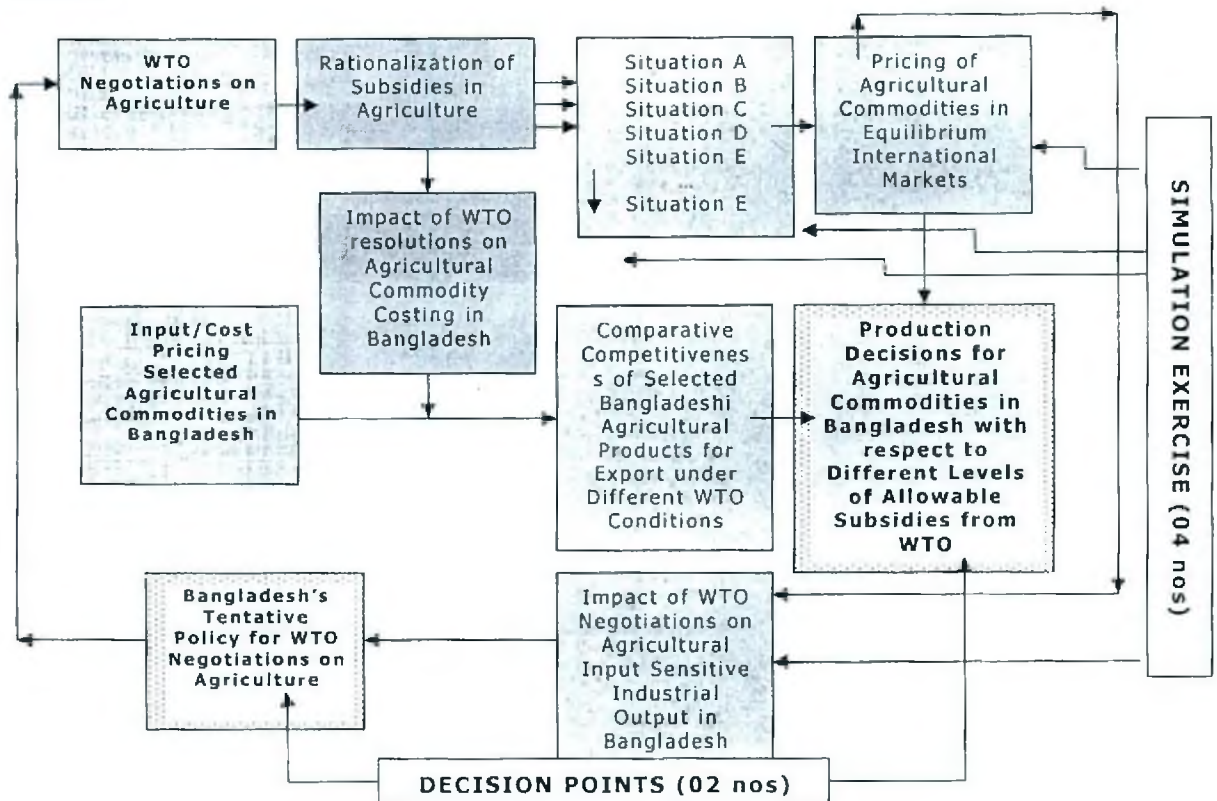 WTO
Negotiations on
Agriculture
Rationalization of
Subsidies in
Agriculture
Situation A
Situation B
Situation C
Situation D
Situation E
...
Situation E
Pricing of
Agricultural
Commodities in
Equilibrium
International
Markets
SIMULATION EXERCISE (04 nos)
Impact of WTO
resolutions on
Agricultural
Commodity
Costing in
Bangladesh
Input/Cost
Pricing
Selected
Agricultural
Commodities in
Bangladesh
Comparative
Competitivenes
s of Selected
Bangladeshi
Agricultural
Products for
Export under
Different WTO
Conditions
Production
Decisions for
Agricultural
Commodities in
Bangladesh with
respect to
Different Levels
of Allowable
Subsidies from
WTO
Bangladesh's
Tentative
Policy for WTO
Negotiations on
Agriculture
Impact of WTO
Negotiations on
Agricultural
Input Sensitive
Industrial
Output in
Bangladesh
DECISION POINTS (02 nos)